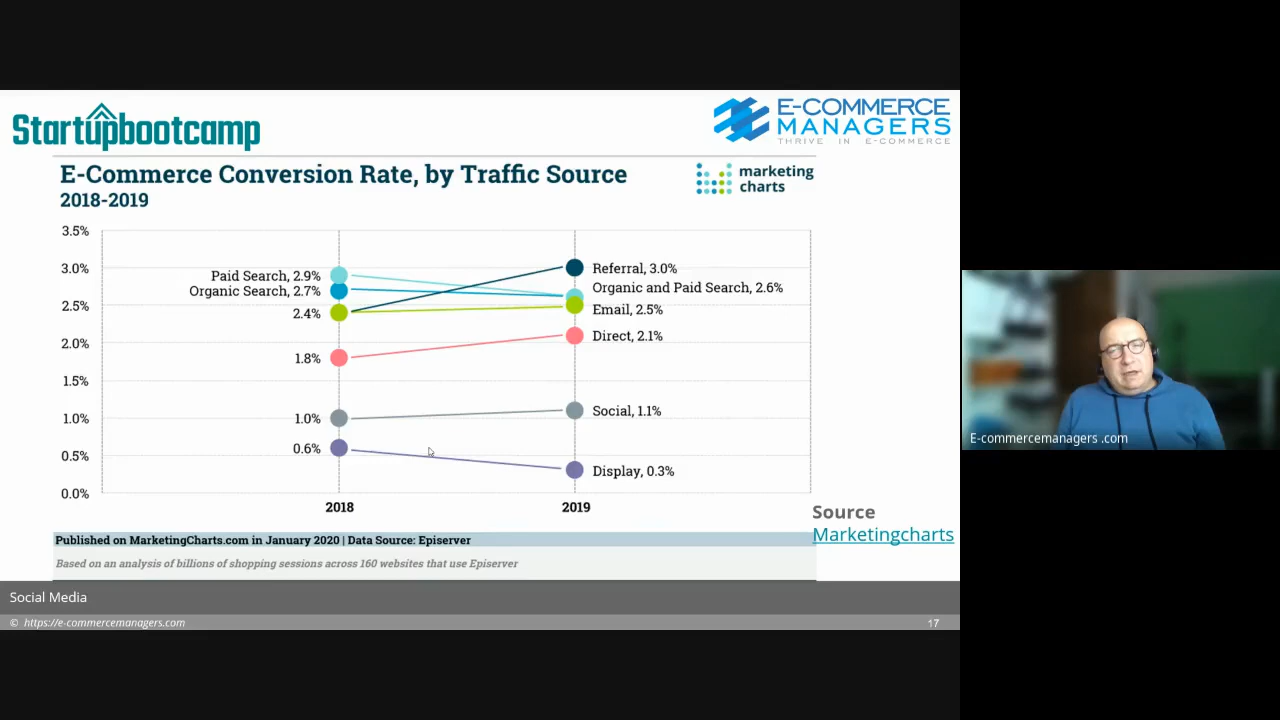 Startupbootcamp
E-COMMERCE
MANAGERS
THRIVE IN E-COMMERCE
E-Commerce Conversion Rate, by Traffic Source
2018-2019
marketing
charts
3.5%
3.0%
2.5%
2.0%
1.5%
1.0%
0.5%
0.0%
Paid Search, 2.9%
Organic Search, 2.7%
2.4%
1.8%
1.0%
0.6%
Referral, 3.0%
Organic and Paid Search, 2.6%
Email, 2.5%
Direct, 2.1%
Social, 1.1%
Display, 0.3%
2018
2019
Source
Marketingcharts
Published on MarketingCharts.com in January 2020 | Data Source: Episerver
Based on an analysis of billions of shopping sessions across 160 websites that use Episerver
Social Media
© https://e-commercemanagers.com
17
E-commercemanagers .com